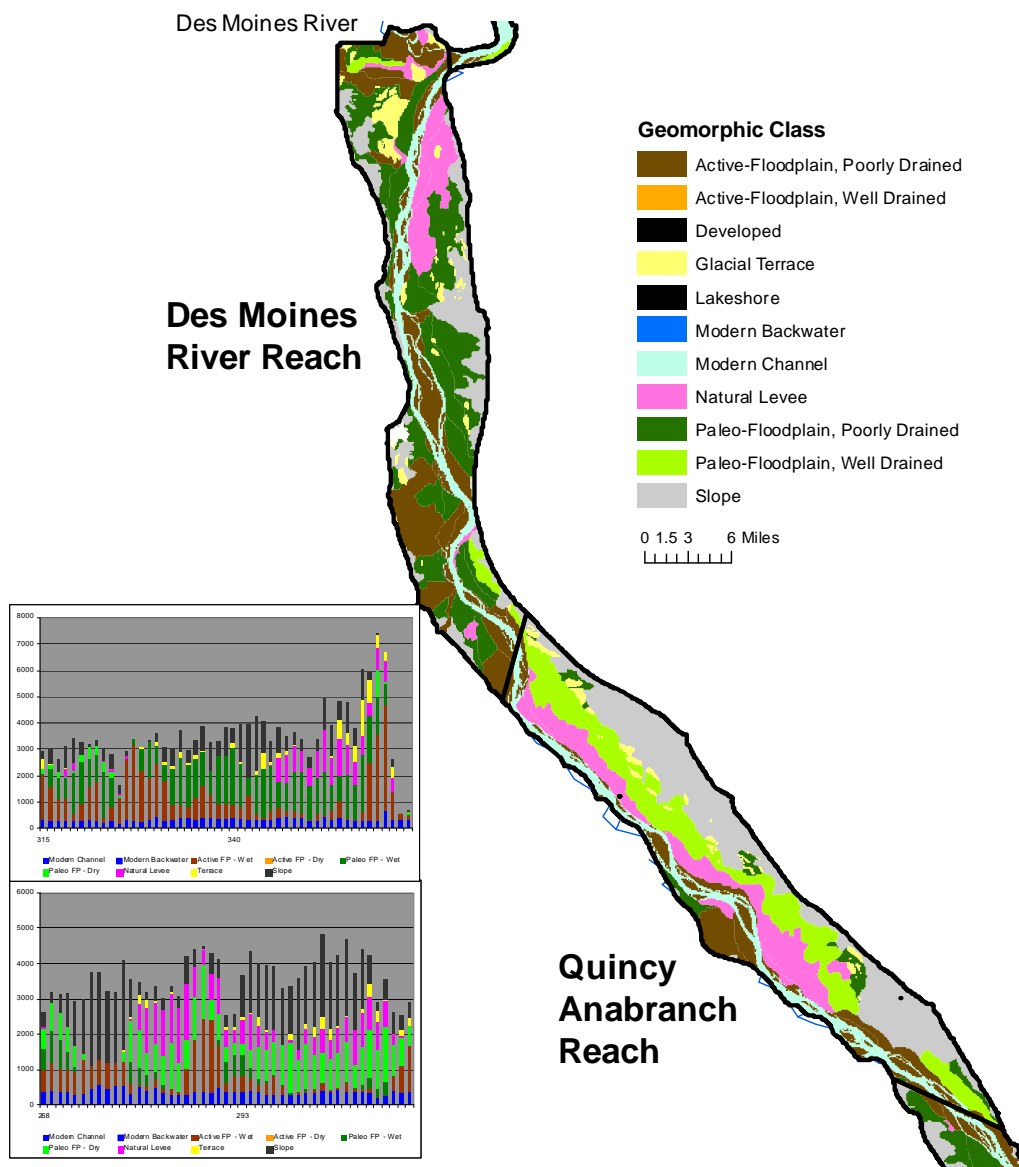 Des Moines River
Geomorphic Class
Active-Floodplain, Poorly Drained
Active-Floodplain, Well Drained
Developed
Glacial Terrace
Lakeshore
Modern Backwater
Modern Channel
Natural Levee
Paleo-Floodplain, Poorly Drained
Paleo-Floodplain, Well Drained
Slope
0 1.5 3 6 Miles
Des Moines
River Reach
8000
7000
6000
5000
4000
3000
2000
1000
0
315 340
Modern Channel Modern Backwater Active FP - Wet Active FP - Dry Paleo FP - Wet
Paleo FP - Dry Natural Levee Terrace Slope
6000
5000
4000
3000
2000
1000
0
268 293
Modern Channel Modern Backwater Active FP - Wet Active FP - Dry Paleo FP - Wet
Paleo FP - Dry Natural Levee Terrace Slope
Quincy
Anabranch
Reach